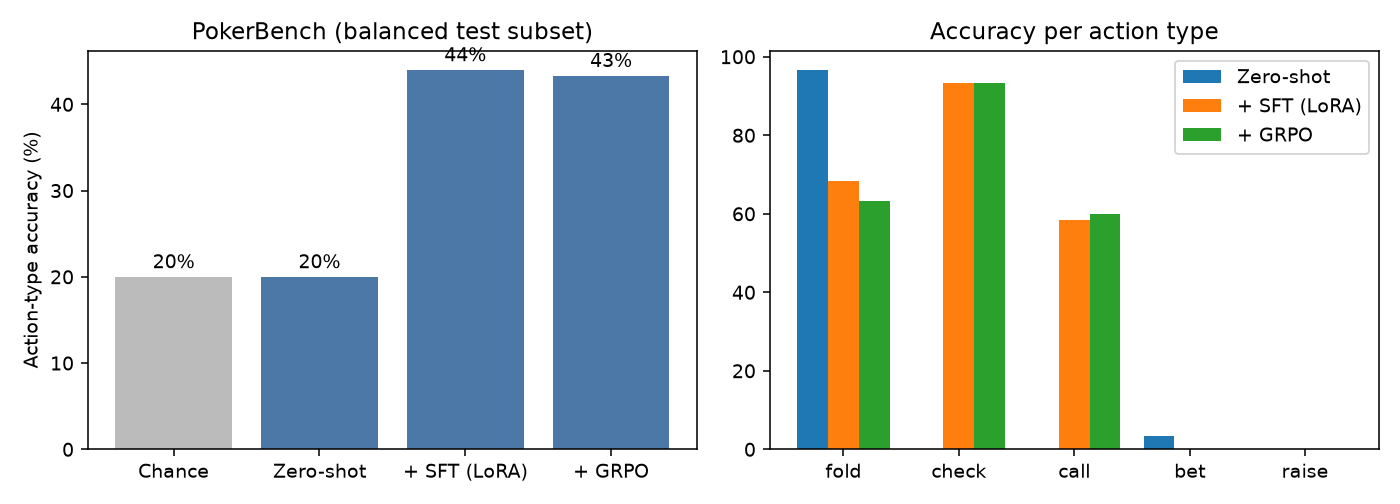 PokerBench (balanced test subset)
Action-type accuracy (%)
40
30
20
10
0
20%
20%
44%
43%
Chance
Zero-shot
+ SFT (LoRA)
+ GRPO
Accuracy per action type
100
80
60
40
20
0
Zero-shot
+ SFT (LoRA)
+ GRPO
fold
check
call
bet
raise